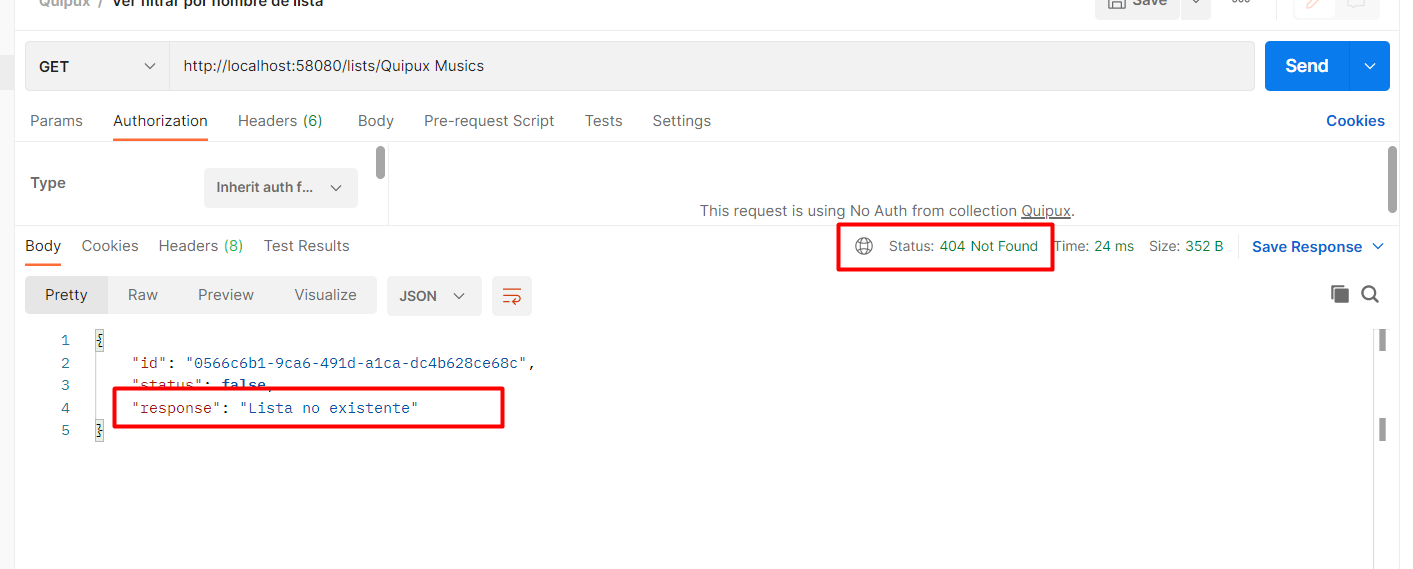 Quipux / Ver filtrar por nombre de lista
Save
GET
http://localhost:58080/lists/Quipux Musics
Send
Params Authorization Headers (6) Body Pre-request Script Tests Settings Cookies
Type
Inherit auth f...
This request is using No Auth from collection Quipux.
Body Cookies Headers (8) Test Results
Status: 404 Not Found Time: 24 ms Size: 352 B Save Response
Pretty Raw Preview Visualize JSON
1 {
2 "id": "0566c6b1-9ca6-491d-a1ca-dc4b628ce68c",
3 "status": false,
4 "response": "Lista no existente"
5 }